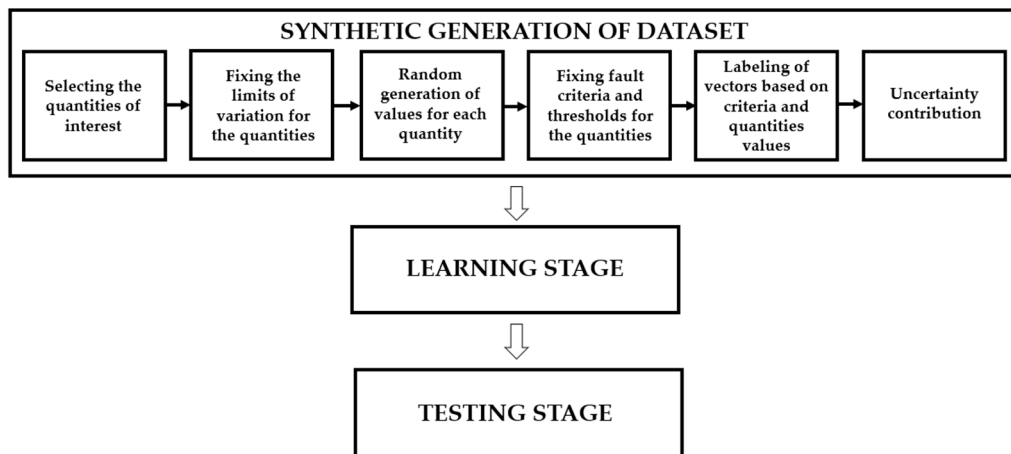 SYNTHETIC GENERATION OF DATASET
Selecting the
quantities of
interest
Fixing the
limits of
variation for
the quantities
Random
generation of
values for each
quantity
Fixing fault
criteria and
thresholds for
the quantities
Labeling of
vectors based on
criteria and
quantities
values
Uncertainty
contribution
LEARNING STAGE
TESTING STAGE